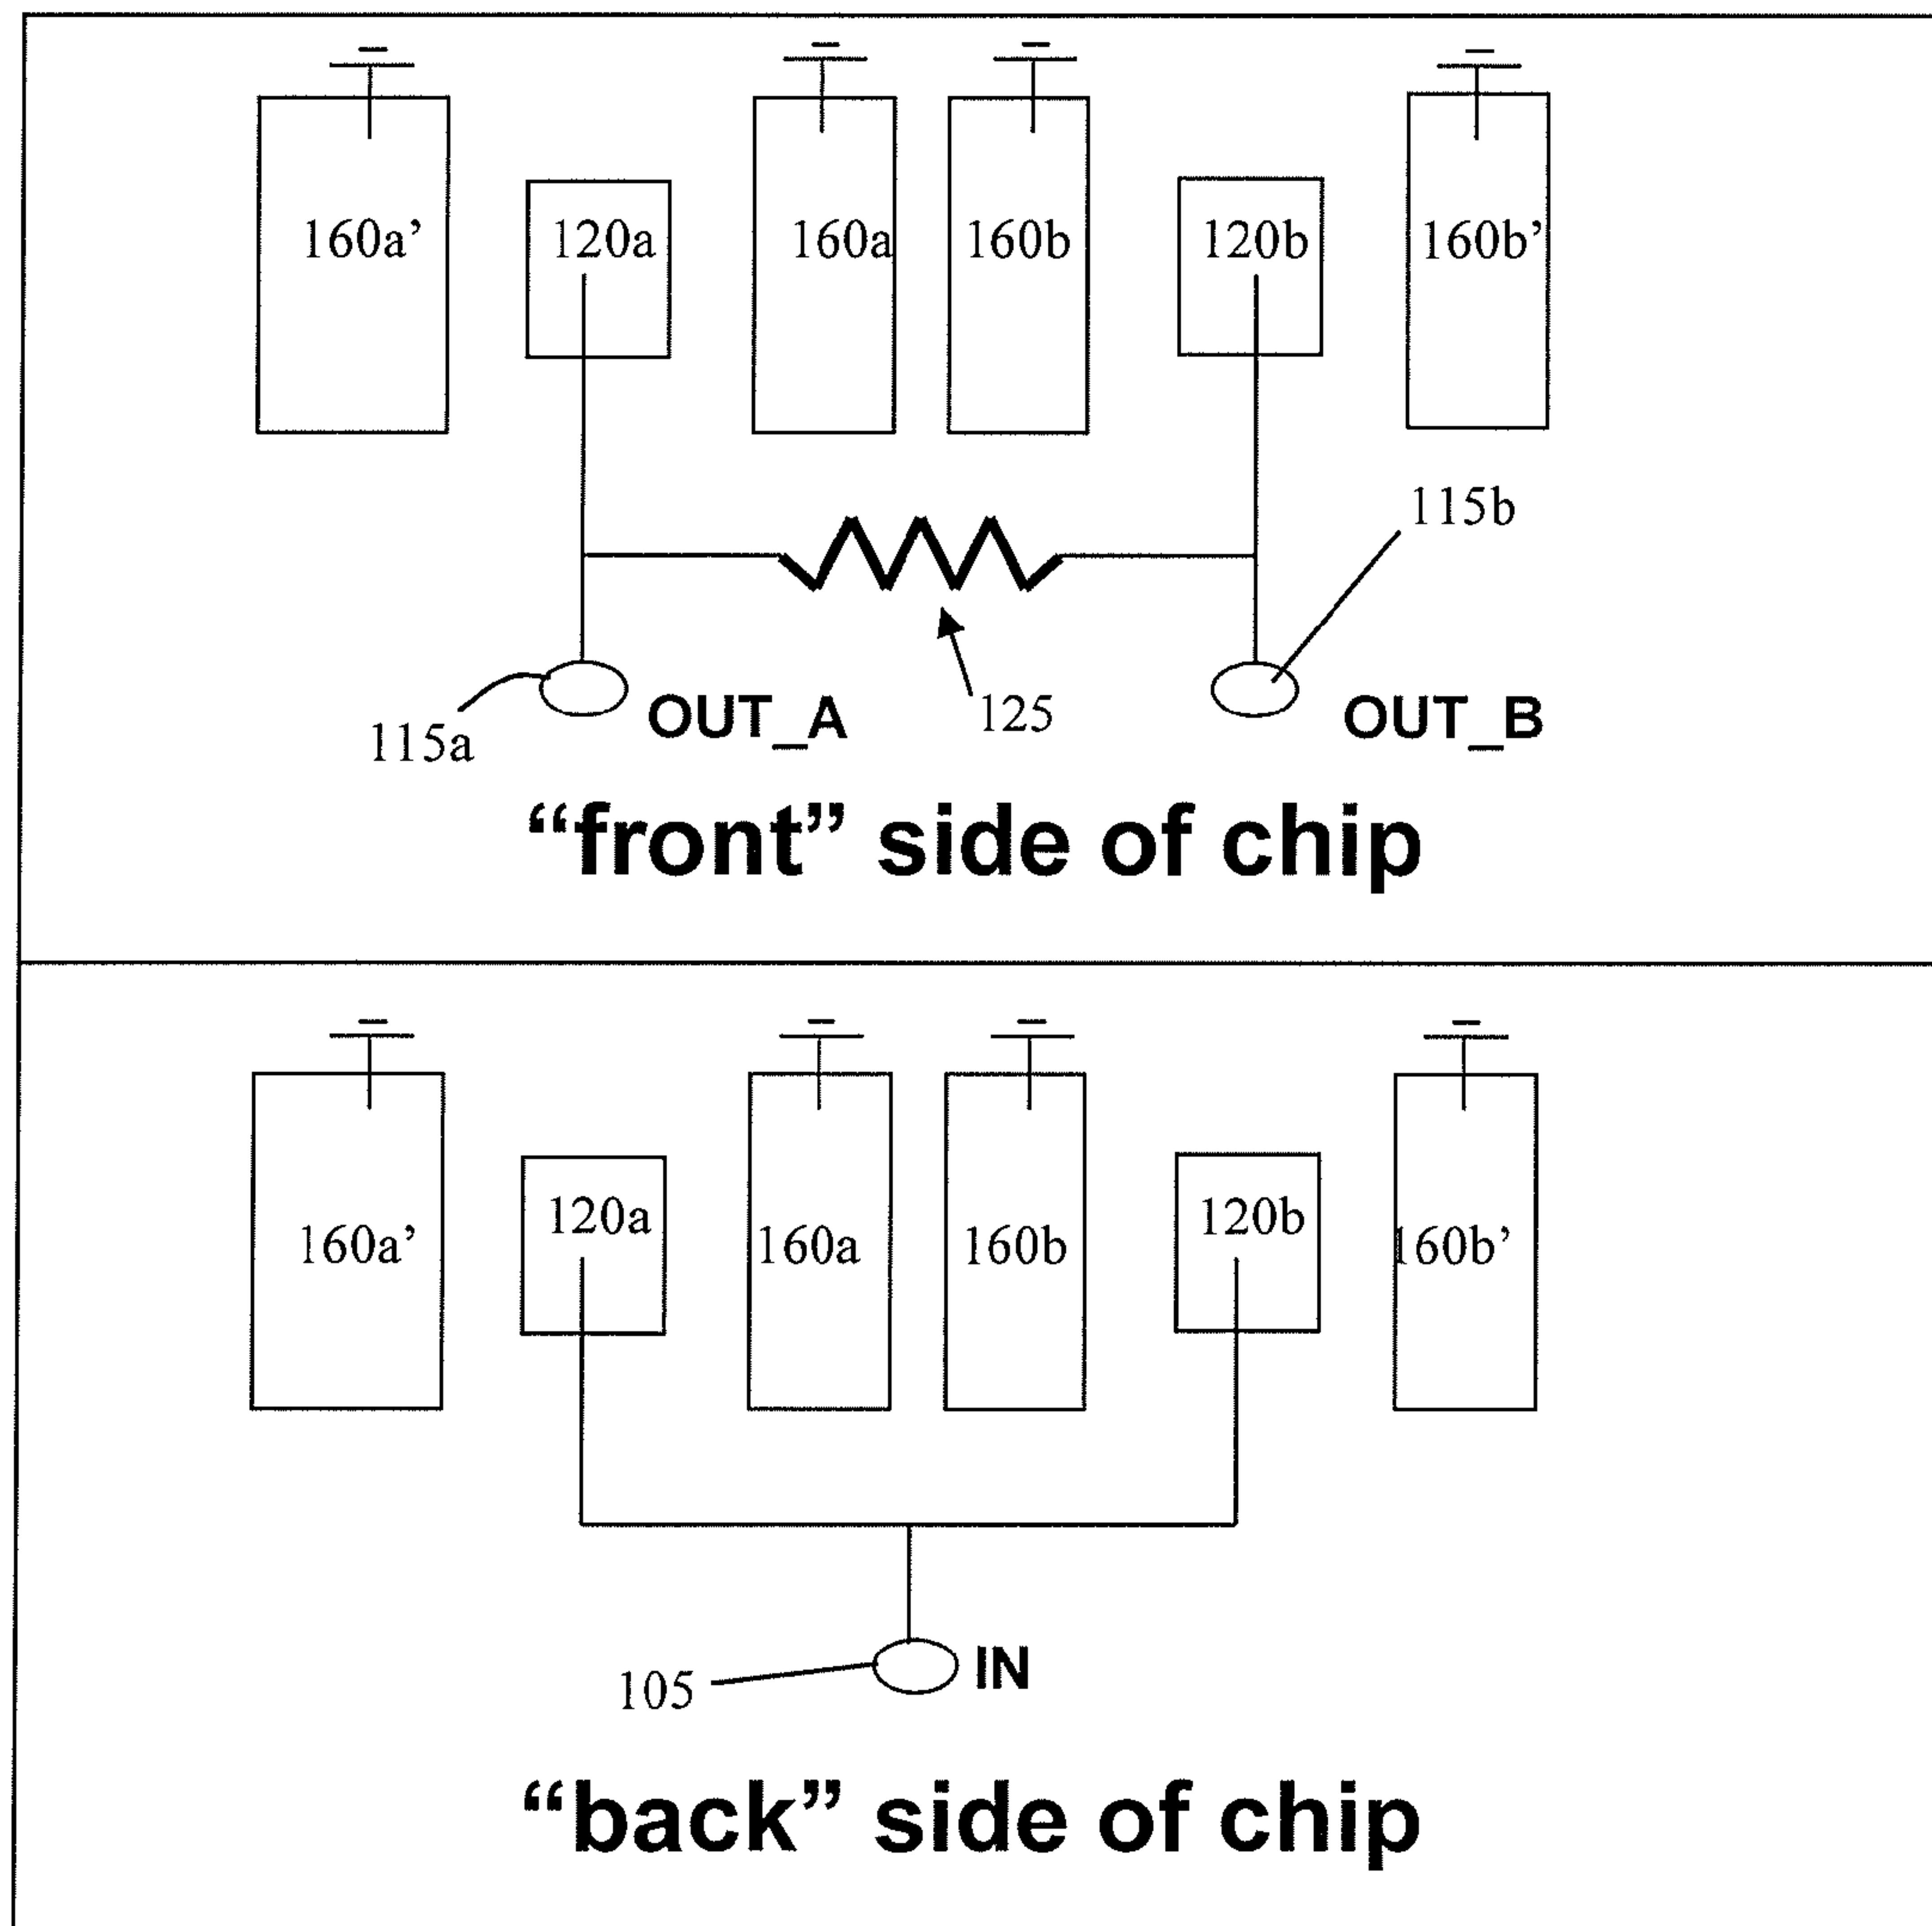 160a’ 120a 160a 160b 120b 160b’
115b
115a OUT_A 125 OUT_B
“front” side of chip
160a’ 120a 160a 160b 120b 160b’
105 IN
“back” side of chip